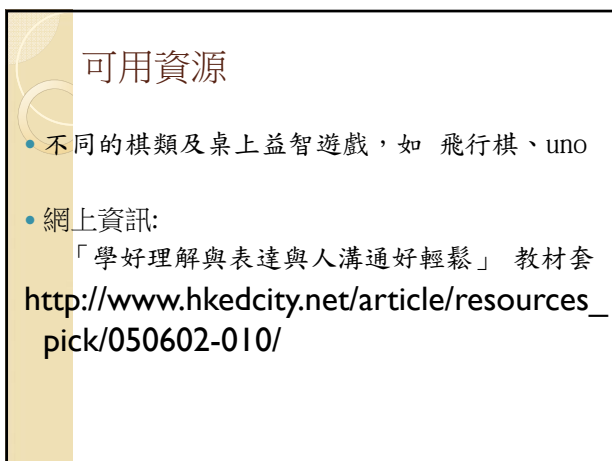 可用資源
• 不同的棋類及桌上益智遊戲，如 飛行棋、uno
• 網上資訊:
「學好理解與表達與人溝通好輕鬆」 教材套
http://www.hkedcity.net/article/resources_
pick/050602-010/